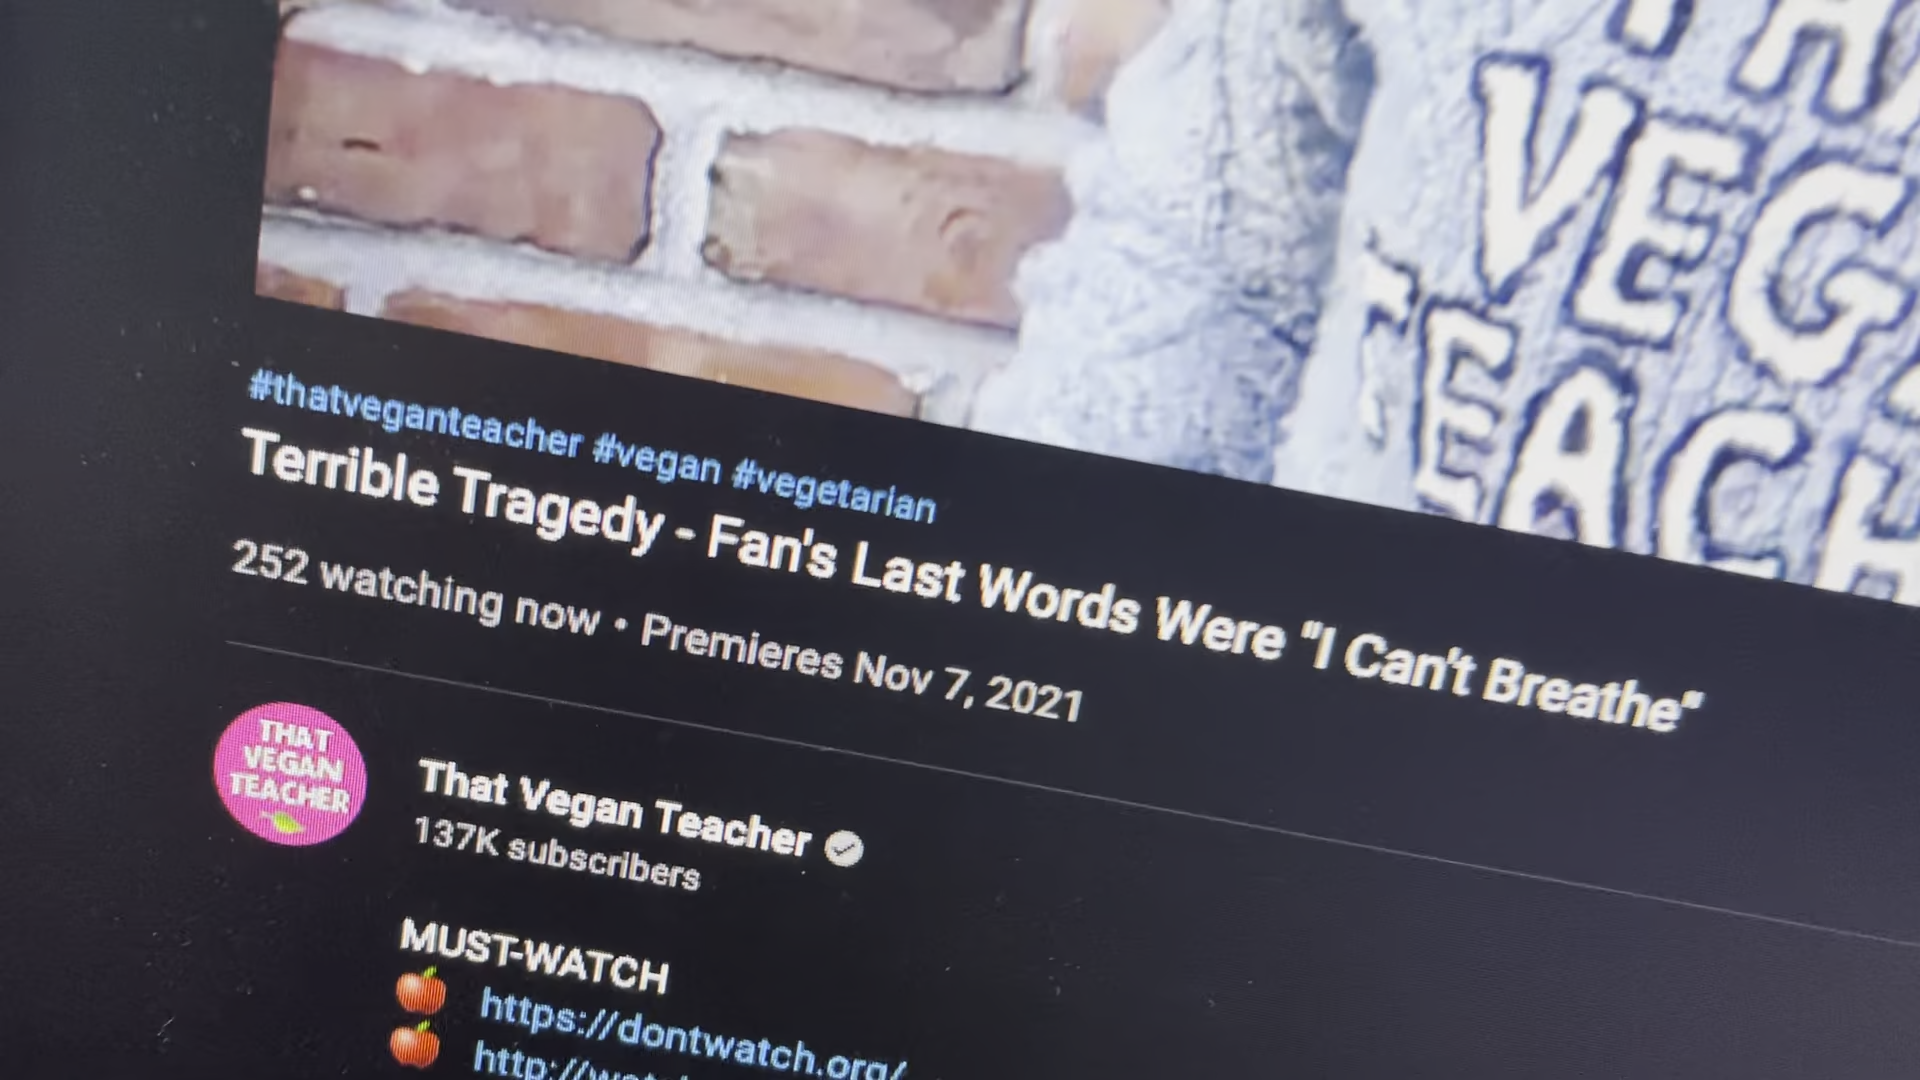 VEG
TEACH
#thatveganteacher #vegan #vegetarian
Terrible Tragedy - Fan's Last Words Were "I Can't Breathe"
252 watching now • Premieres Nov 7, 2021
THAT
VEGAN
TEACHER
That Vegan Teacher
137K subscribers
MUST-WATCH
https://dontwatch.org/